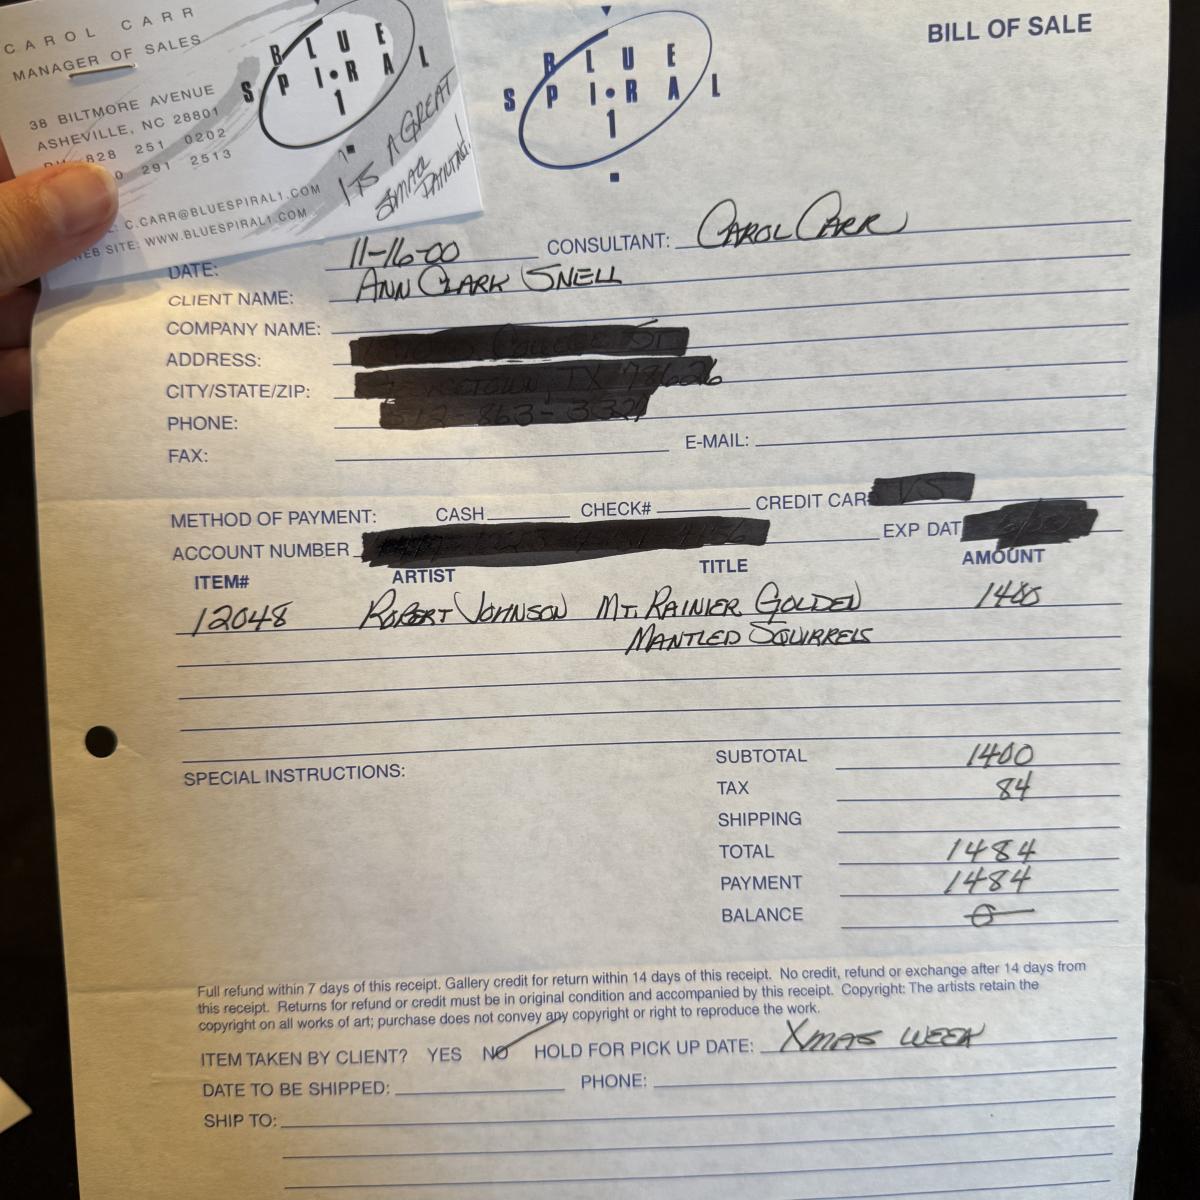 CAROL CARR
MANAGER OF SALES
38 BILTMORE AVENUE
ASHEVILLE, NC 28801
828 251 0202
0 291 2513
C.CARR@BLUESPIRAL1.COM
WEB SITE: WWW.BLUESPIRAL1.COM
BLUE
SPIRAL
1
IT'S A GREAT
SMALL
PAINTING!
BLUE
SPIRAL
1
BILL OF SALE
DATE: 11-16-00 CONSULTANT: CAROL CARR
CLIENT NAME: ANN CLARK SNELL
COMPANY NAME:
ADDRESS:
CITY/STATE/ZIP:
PHONE:
FAX: E-MAIL:
METHOD OF PAYMENT: CASH CHECK# CREDIT CAR
ACCOUNT NUMBER EXP DAT
ITEM# ARTIST TITLE AMOUNT
12048 ROBERT JOHNSON MT. RAINIER GOLDEN 1400
MANTLED SQUIRRELS
SPECIAL INSTRUCTIONS:
SUBTOTAL 1400
TAX 84
SHIPPING
TOTAL 1484
PAYMENT 1484
BALANCE 0
Full refund within 7 days of this receipt. Gallery credit for return within 14 days of this receipt. No credit, refund or exchange after 14 days from
this receipt. Returns for refund or credit must be in original condition and accompanied by this receipt. Copyright: The artists retain the
copyright on all works of art; purchase does not convey any copyright or right to reproduce the work.
ITEM TAKEN BY CLIENT? YES NO HOLD FOR PICK UP DATE: XMAS WEEK
DATE TO BE SHIPPED: PHONE:
SHIP TO: